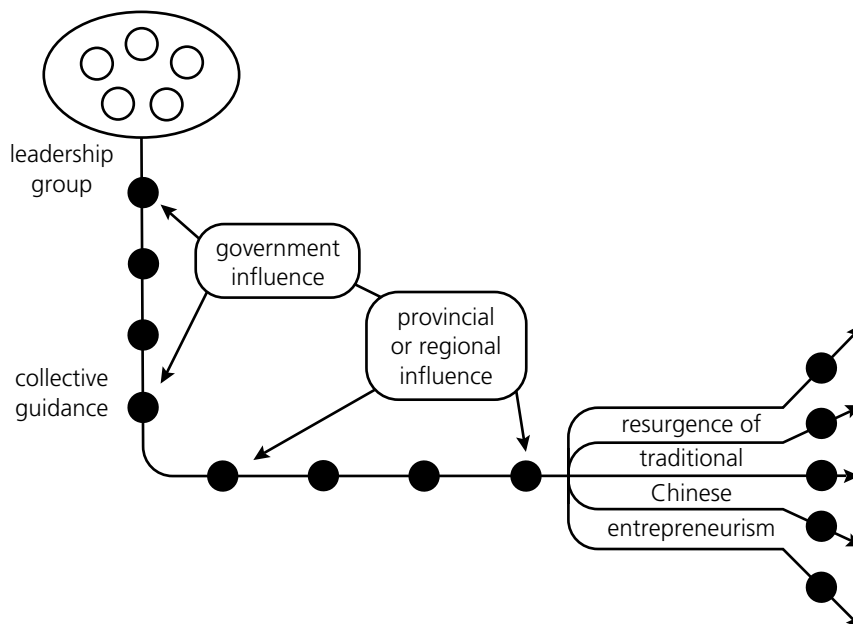 leadership
group
government
influence
provincial
or regional
influence
collective
guidance
resurgence of
traditional
Chinese
entrepreneurism